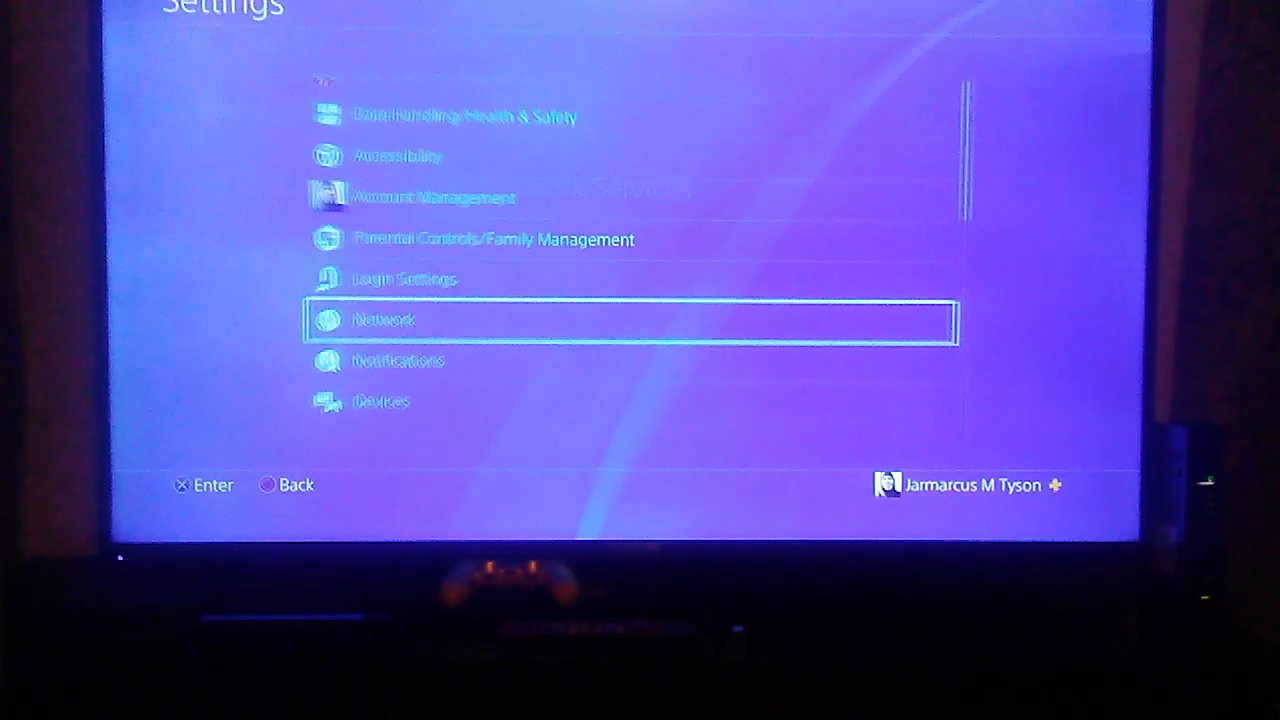 Settings
Data Handling/Health & Safety
Accessibility
Account Management
Services
Parental Controls/Family Management
Login Settings
Network
Notifications
Devices
Enter Back
Jarmarcus M Tyson